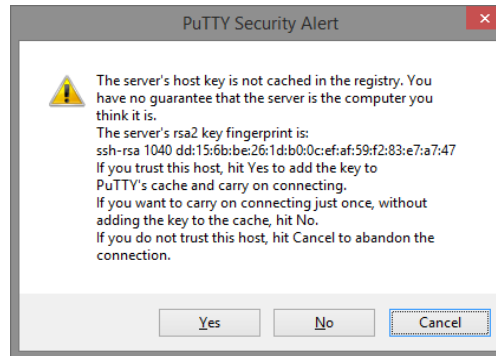 PuTTY Security Alert
The server's host key is not cached in the registry. You
have no guarantee that the server is the computer you
think it is.
The server's rsa2 key fingerprint is:
ssh-rsa 1040 dd:15:6b:be:26:1d:b0:0c:ef:af:59:f2:83:e7:a7:47
If you trust this host, hit Yes to add the key to
PuTTY's cache and carry on connecting.
If you want to carry on connecting just once, without
adding the key to the cache, hit No.
If you do not trust this host, hit Cancel to abandon the
connection.
Yes No Cancel